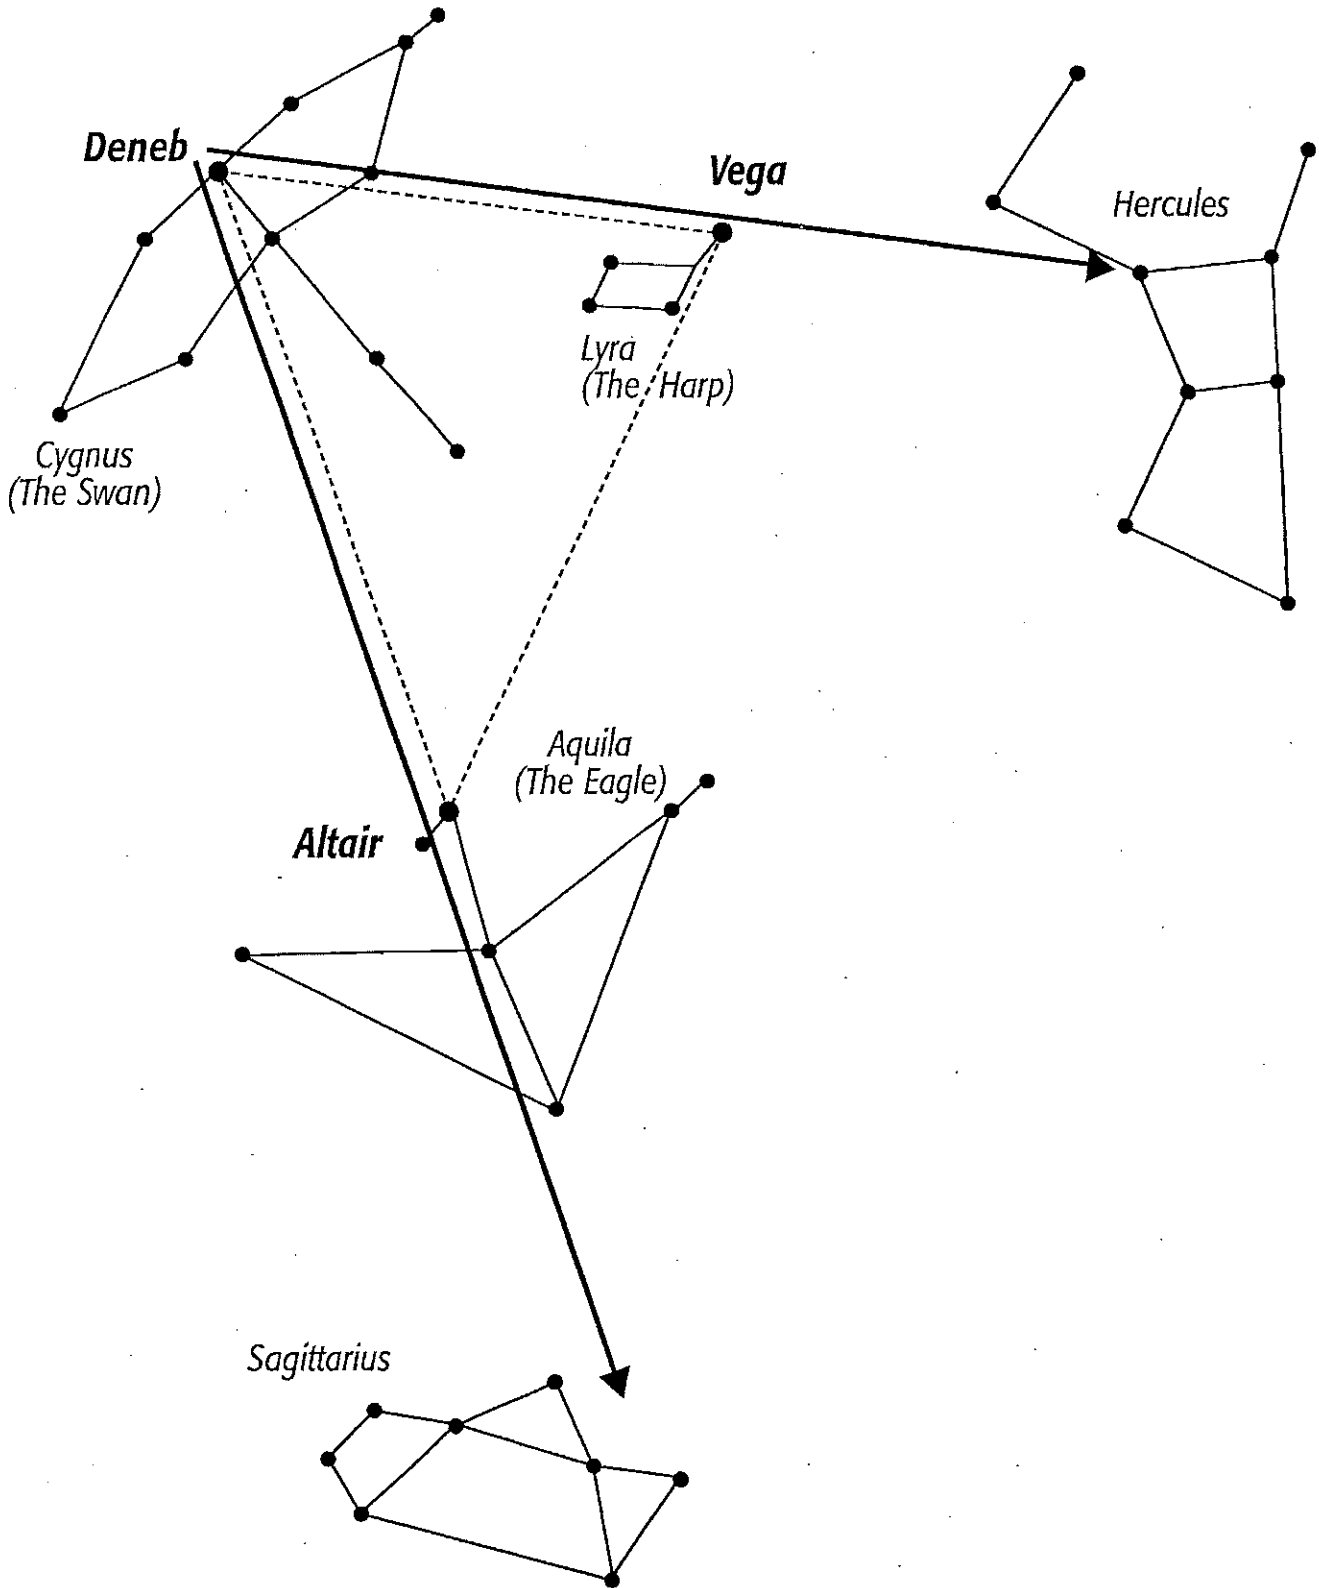 Deneb
Vega
Hercules
Lyra
(The Harp)
Cygnus
(The Swan)
Aquila
(The Eagle)
Altair
Sagittarius